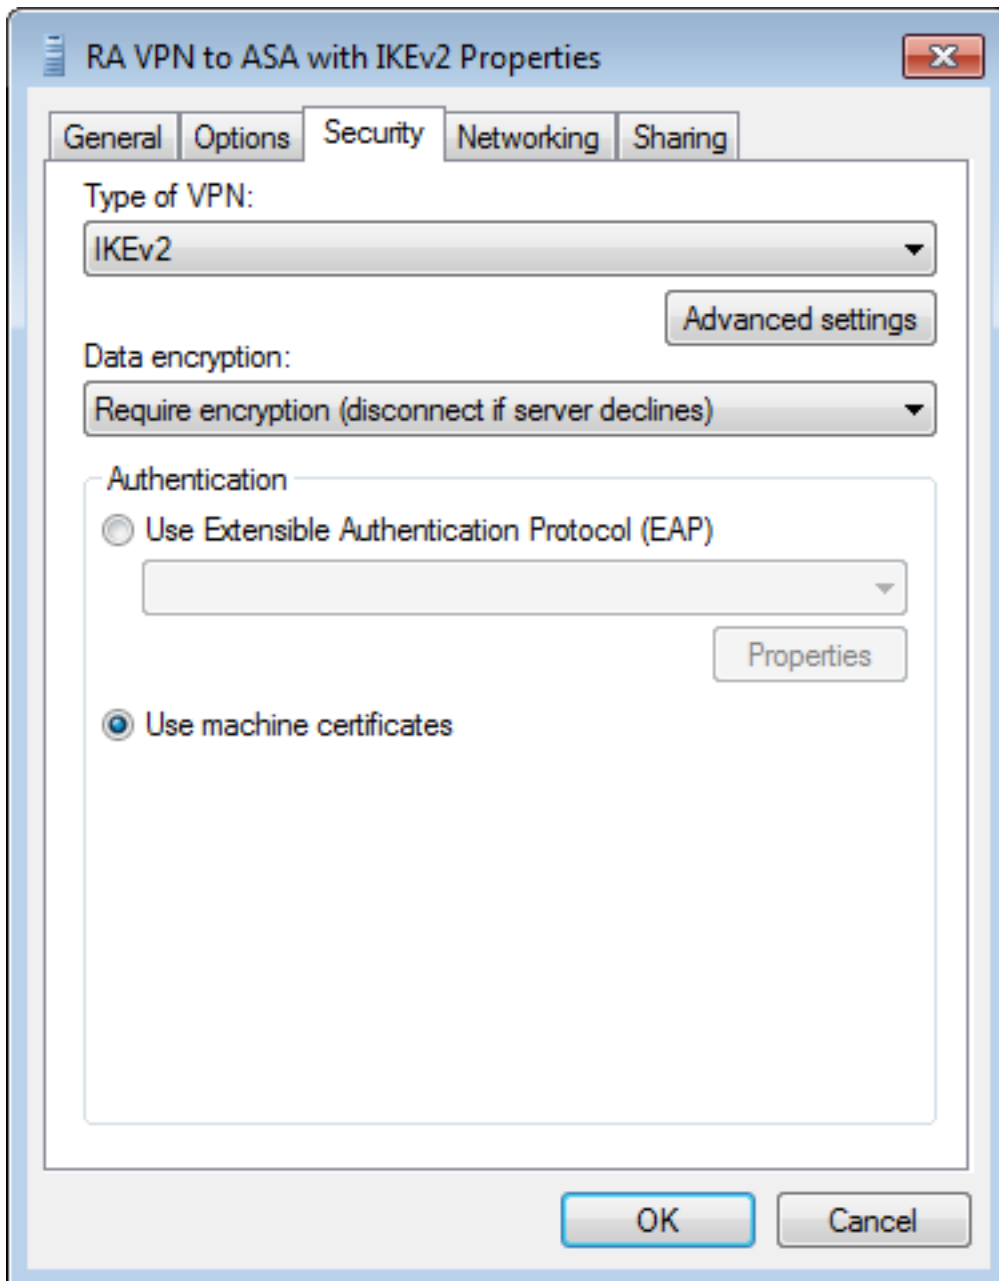 RA VPN to ASA with IKEv2 Properties
General Options Security Networking Sharing
Type of VPN:
IKEv2
Advanced settings
Data encryption:
Require encryption (disconnect if server declines)
Authentication
Use Extensible Authentication Protocol (EAP)
Properties
Use machine certificates
OK Cancel